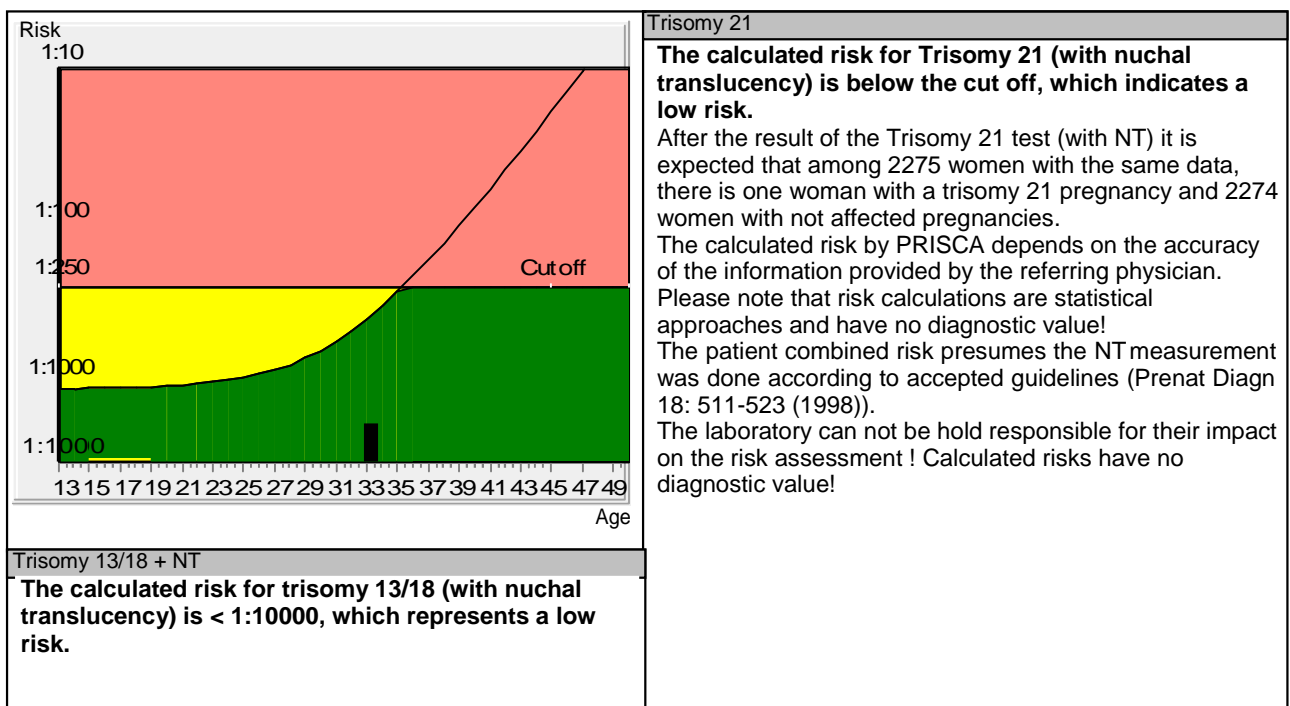 Risk
1:10
1:100
1:250
Cut off
1:1000
1:1000
13 15 17 19 21 23 25 27 29 31 33 35 37 39 41 43 45 47 49
Age
Trisomy 13/18 + NT
The calculated risk for trisomy 13/18 (with nuchal
translucency) is < 1:10000, which represents a low
risk.
Trisomy 21
The calculated risk for Trisomy 21 (with nuchal
translucency) is below the cut off, which indicates a
low risk.
After the result of the Trisomy 21 test (with NT) it is
expected that among 2275 women with the same data,
there is one woman with a trisomy 21 pregnancy and 2274
women with not affected pregnancies.
The calculated risk by PRISCA depends on the accuracy
of the information provided by the referring physician.
Please note that risk calculations are statistical
approaches and have no diagnostic value!
The patient combined risk presumes the NT measurement
was done according to accepted guidelines (Prenat Diagn
18: 511-523 (1998)).
The laboratory can not be hold responsible for their impact
on the risk assessment ! Calculated risks have no
diagnostic value!